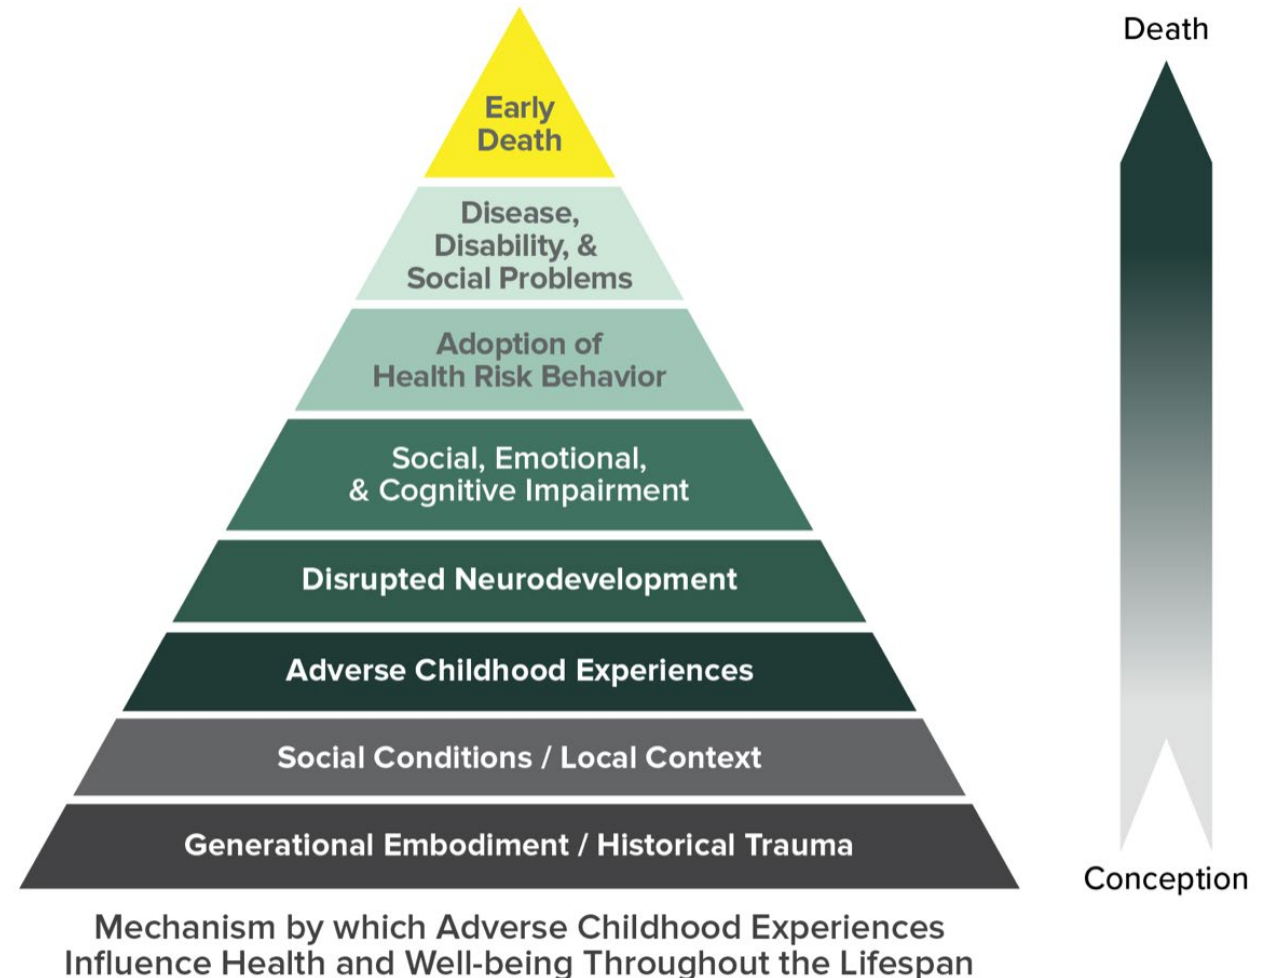 Early
Death
Disease,
Disability, &
Social Problems
Adoption of
Health Risk Behavior
Social, Emotional,
& Cognitive Impairment
Disrupted Neurodevelopment
Adverse Childhood Experiences
Social Conditions / Local Context
Generational Embodiment / Historical Trauma
Mechanism by which Adverse Childhood Experiences
Influence Health and Well-being Throughout the Lifespan
Death
Conception